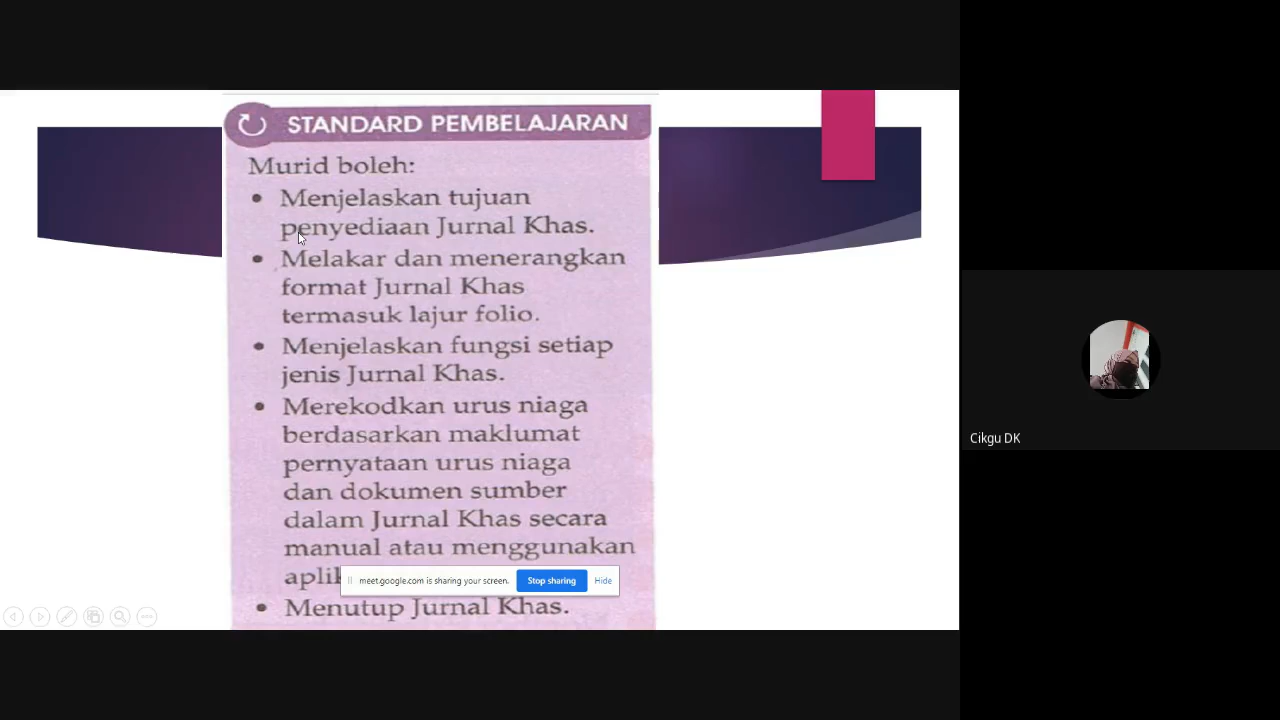 STANDARD PEMBELAJARAN
Murid boleh:
• Menjelaskan tujuan
penyediaan Jurnal Khas.
• Melakar dan menerangkan
format Jurnal Khas
termasuk lajur folio.
• Menjelaskan fungsi setiap
jenis Jurnal Khas.
• Merekodkan urus niaga
berdasarkan maklumat
pernyataan urus niaga
dan dokumen sumber
dalam Jurnal Khas secara
manual atau menggunakan
meet.google.com is sharing your screen. Stop sharing Hide
• Menutup Jurnal Khas.
Cikgu DK